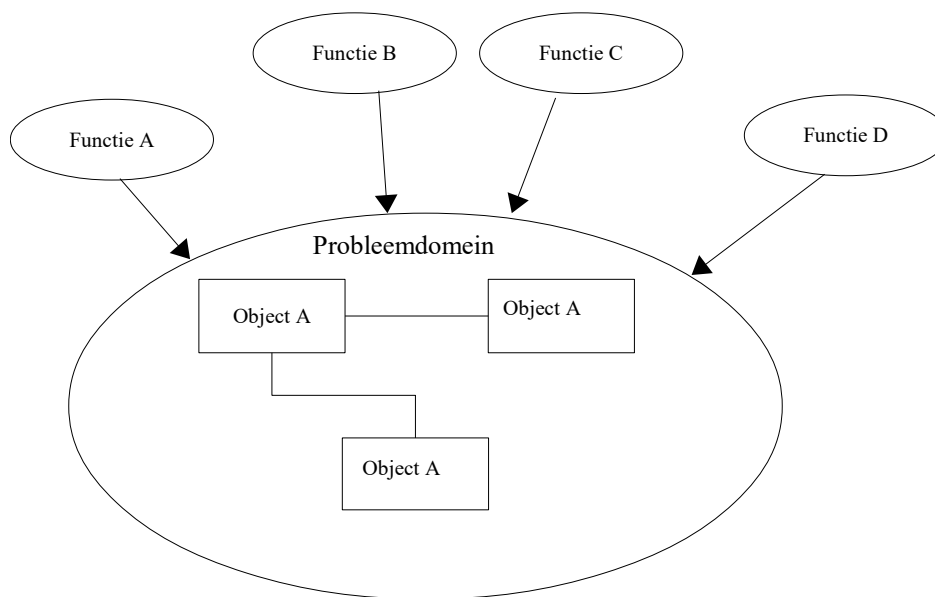 Functie B
Functie C
Functie A
Functie D
Probleemdomein
Object A
Object A
Object A